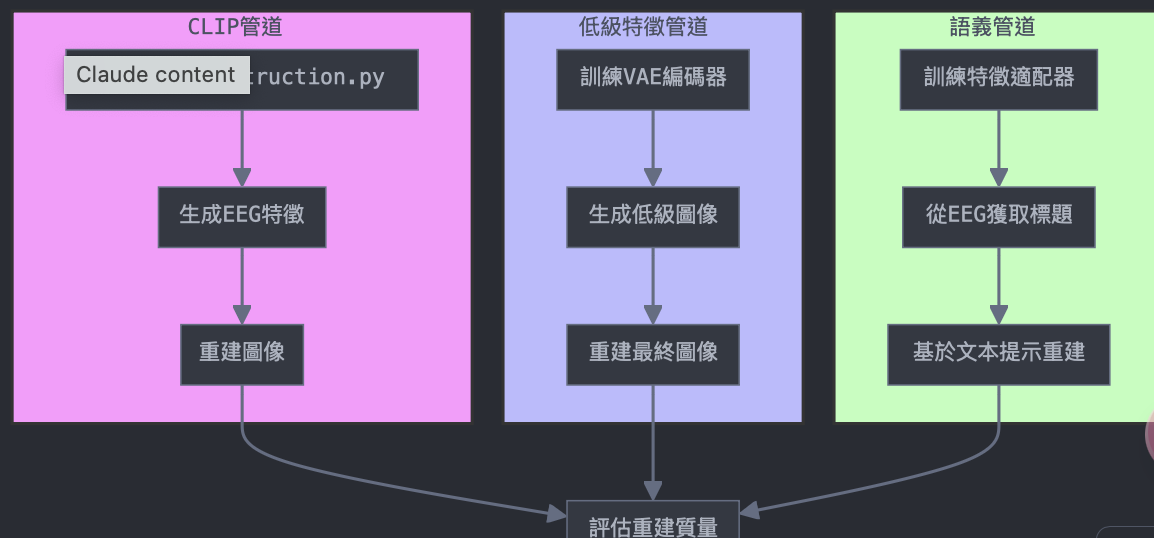 CLIP管道
Claude content
truction.py
生成EEG特徵
重建圖像
低級特徵管道
訓練VAE編碼器
生成低級圖像
重建最終圖像
語義管道
訓練特徵適配器
從EEG獲取標題
基於文本提示重建
評估重建質量